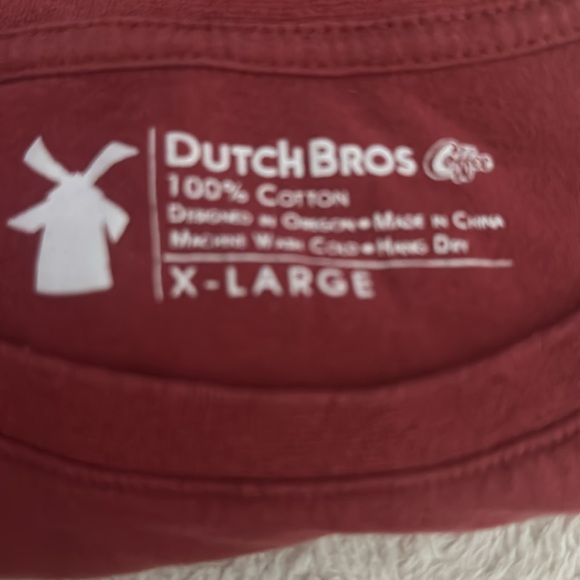 DUTCH BROS Coffee
100% COTTON
DESIGNED IN OREGON • MADE IN CHINA
MACHINE WASH COLD • HANG DRY
X-LARGE